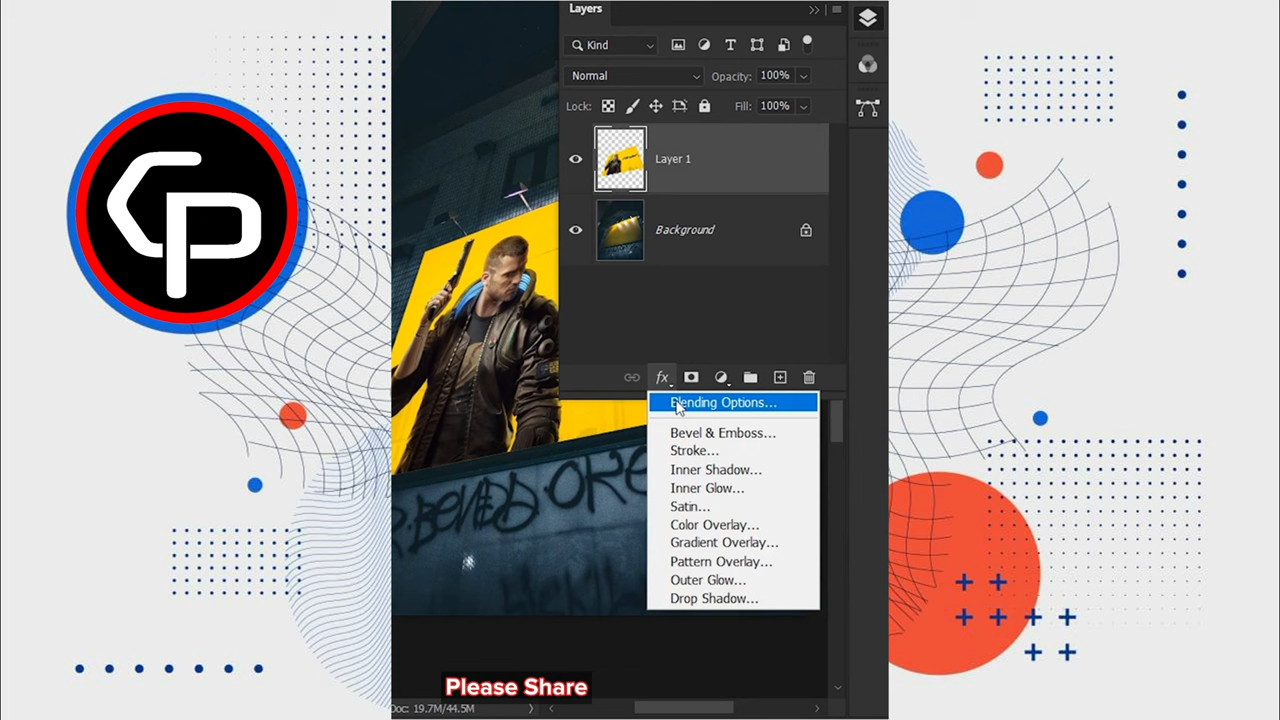 CP
Layers
Kind
Normal
Opacity: 100%
Lock:
Fill: 100%
Layer 1
Background
fx
Blending Options...
Bevel & Emboss...
Stroke...
Inner Shadow...
Inner Glow...
Satin...
Color Overlay...
Gradient Overlay...
Pattern Overlay...
Outer Glow...
Drop Shadow...
Please Share
Doc: 19.7M/44.5M